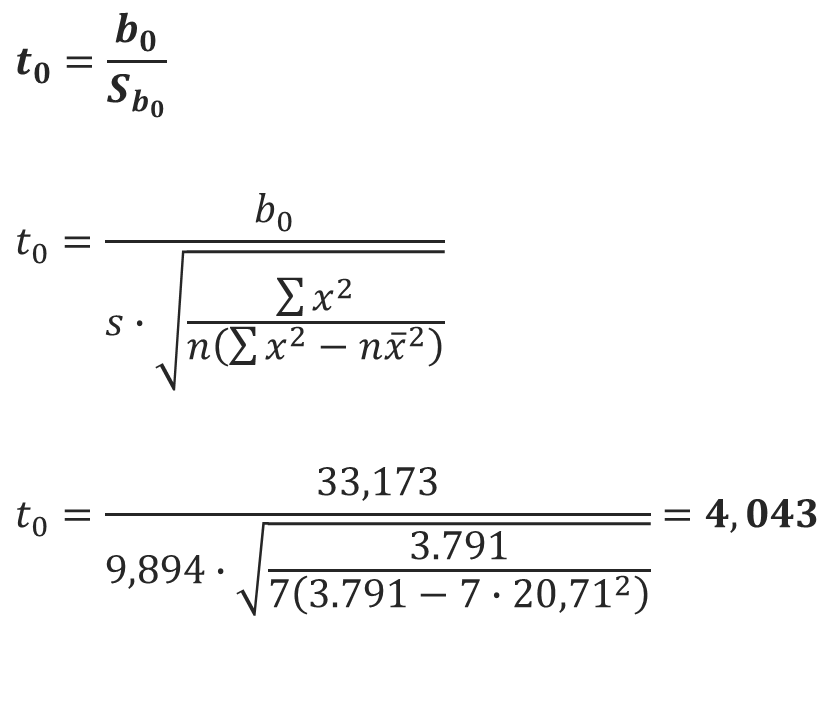 t₀ = b₀ / S_b₀
t₀ = b₀ / (s · √(∑ x² / n(∑ x² − nx̄²)))
t₀ = 33,173 / (9,894 · √(3.791 / 7(3.791 − 7 · 20,71²))) = 4,043